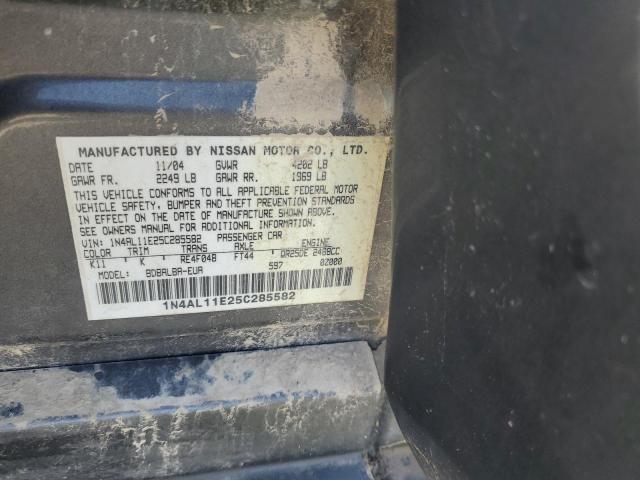 MANUFACTURED BY NISSAN MOTOR CO., LTD.
DATE 11/04 GVWR 4202 LB
GAWR FR. 2249 LB GAWR RR. 1969 LB
THIS VEHICLE CONFORMS TO ALL APPLICABLE FEDERAL MOTOR
VEHICLE SAFETY, BUMPER AND THEFT PREVENTION STANDARDS
IN EFFECT ON THE DATE OF MANUFACTURE SHOWN ABOVE.
SEE OWNERS MANUAL FOR ADDITIONAL INFORMATION.
VIN: 1N4AL11E25C285582 PASSENGER CAR
COLOR TRIM TRANS AXLE ENGINE
K11 K RE4F04B FT44 QR25DE 2488CC
BDBALBA-EUA 597 0Z000
1N4AL11E25C285582